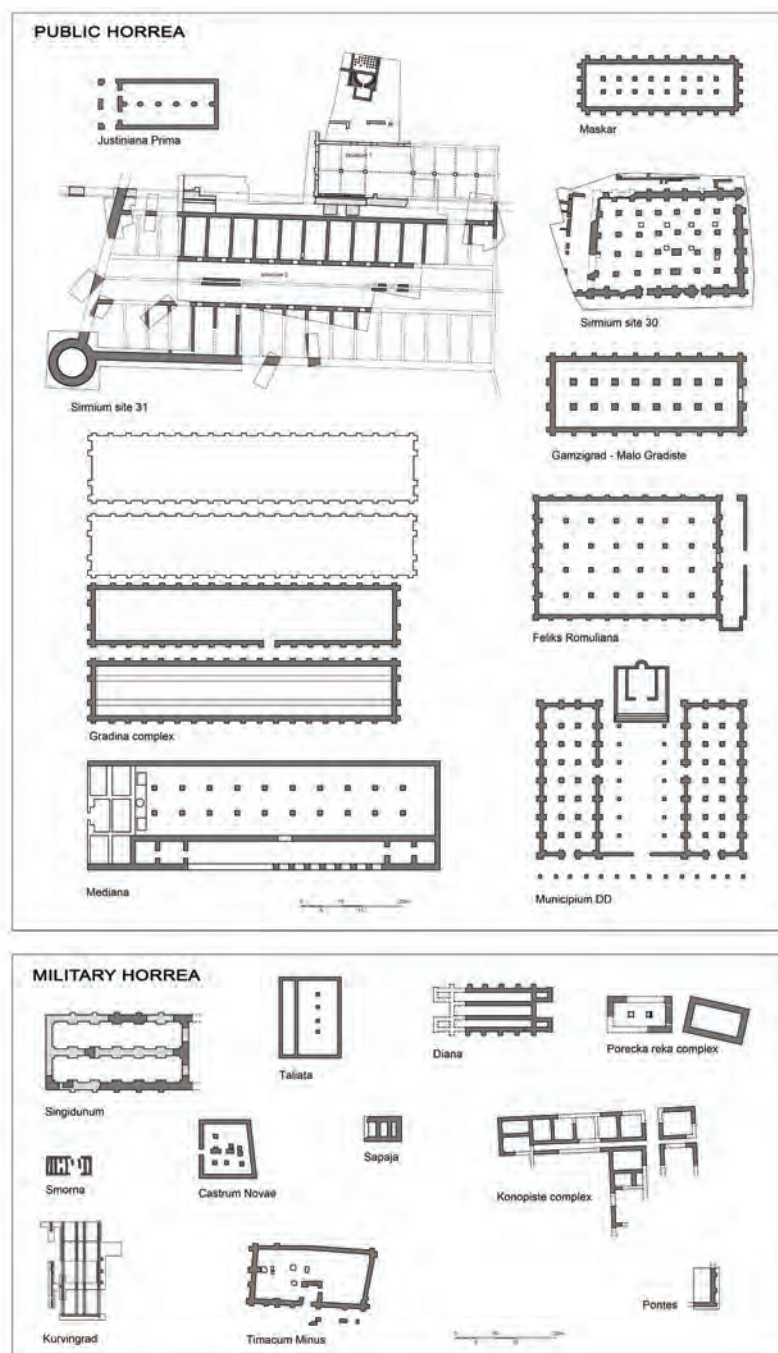 PUBLIC HORREA
Justiniana Prima
Maskar
Sirmium site 30
Sirmium site 31
Gamzigrad - Malo Gradiste
Feliks Romuliana
Gradina complex
Mediana
Municipium DD
MILITARY HORREA
Singidunum
Taliata
Diana
Porecka reka complex
Smorna
Castrum Novae
Sapaja
Konopiste complex
Kurvingrad
Timacum Minus
Pontes